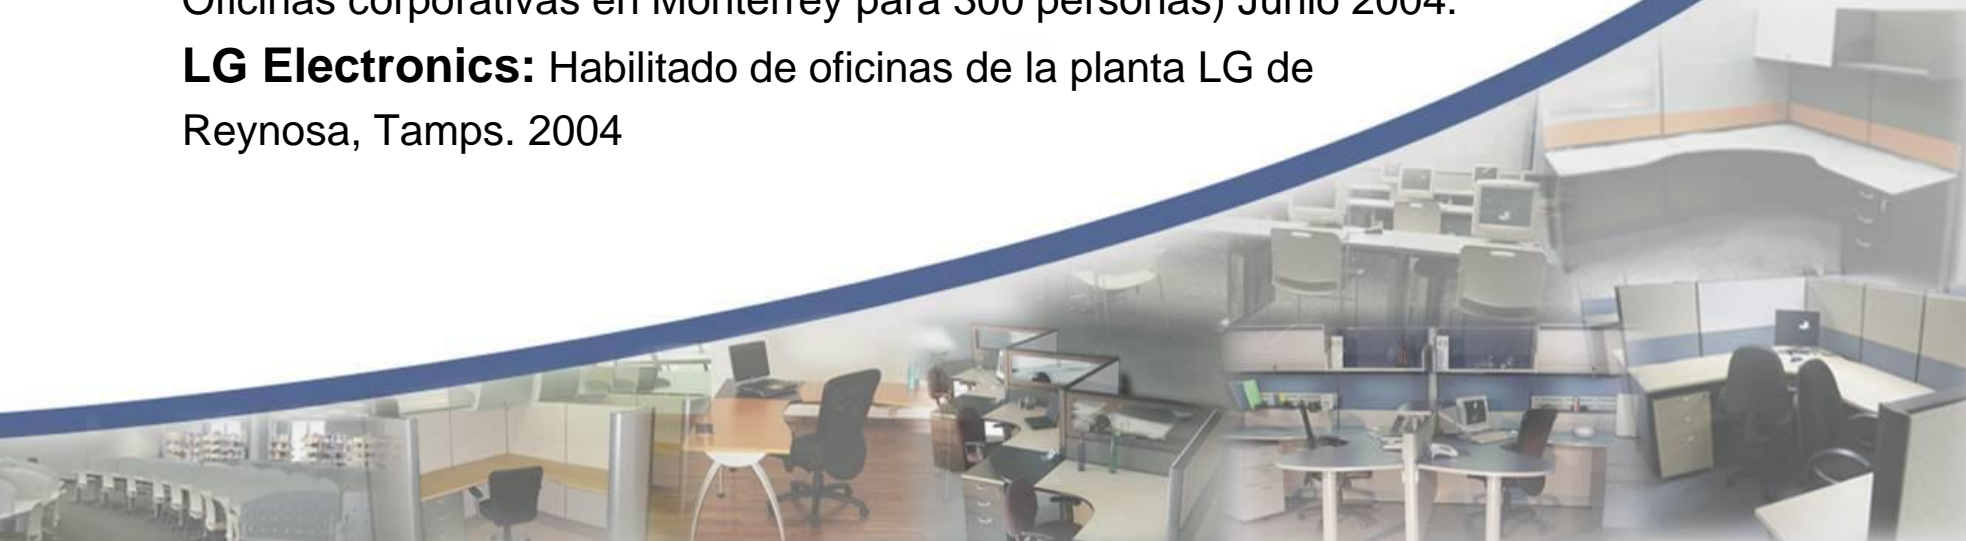 Oficinas corporativas en Monterrey para 300 personas) Junio 2004.
LG Electronics: Habilitado de oficinas de la planta LG de
Reynosa, Tamps. 2004